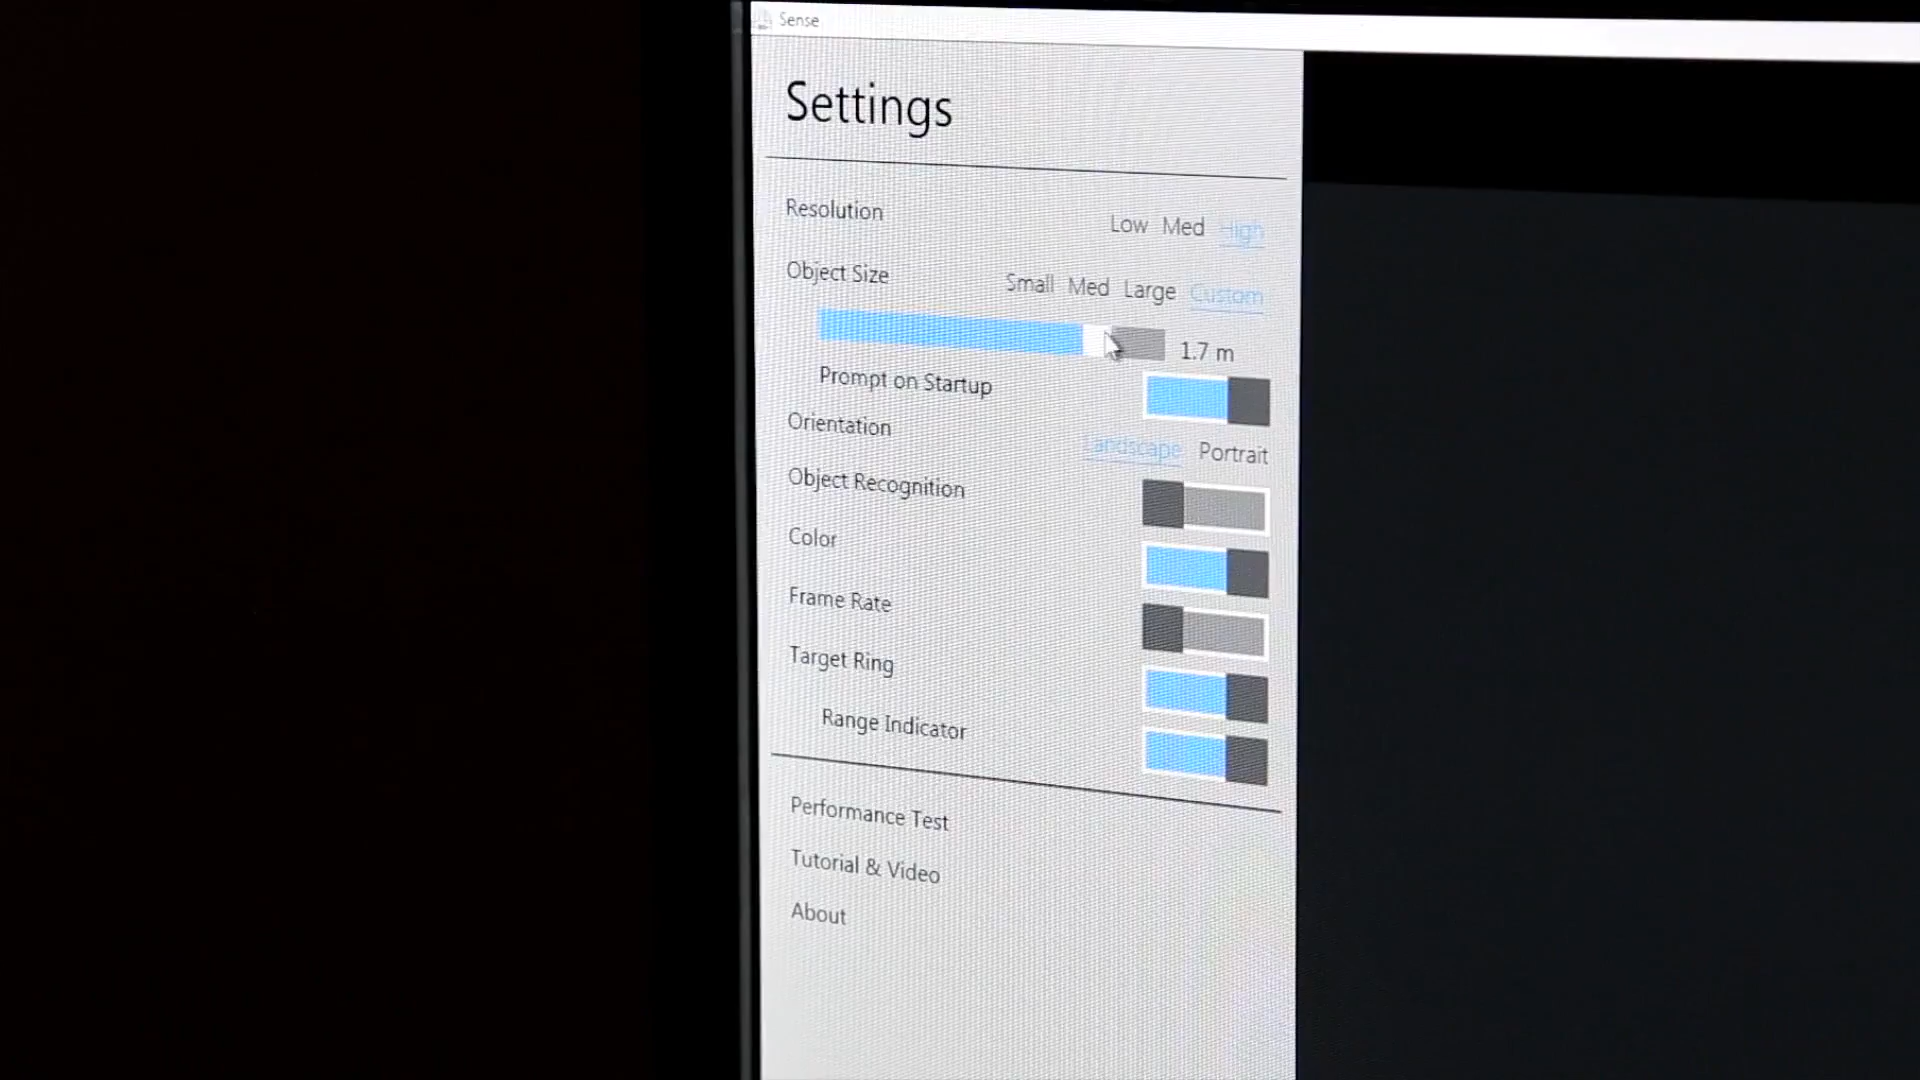 Sense
Settings
Resolution Low Med High
Object Size Small Med Large Custom
1.7 m
Prompt on Startup
Orientation Landscape Portrait
Object Recognition
Color
Frame Rate
Target Ring
Range Indicator
Performance Test
Tutorial & Video
About